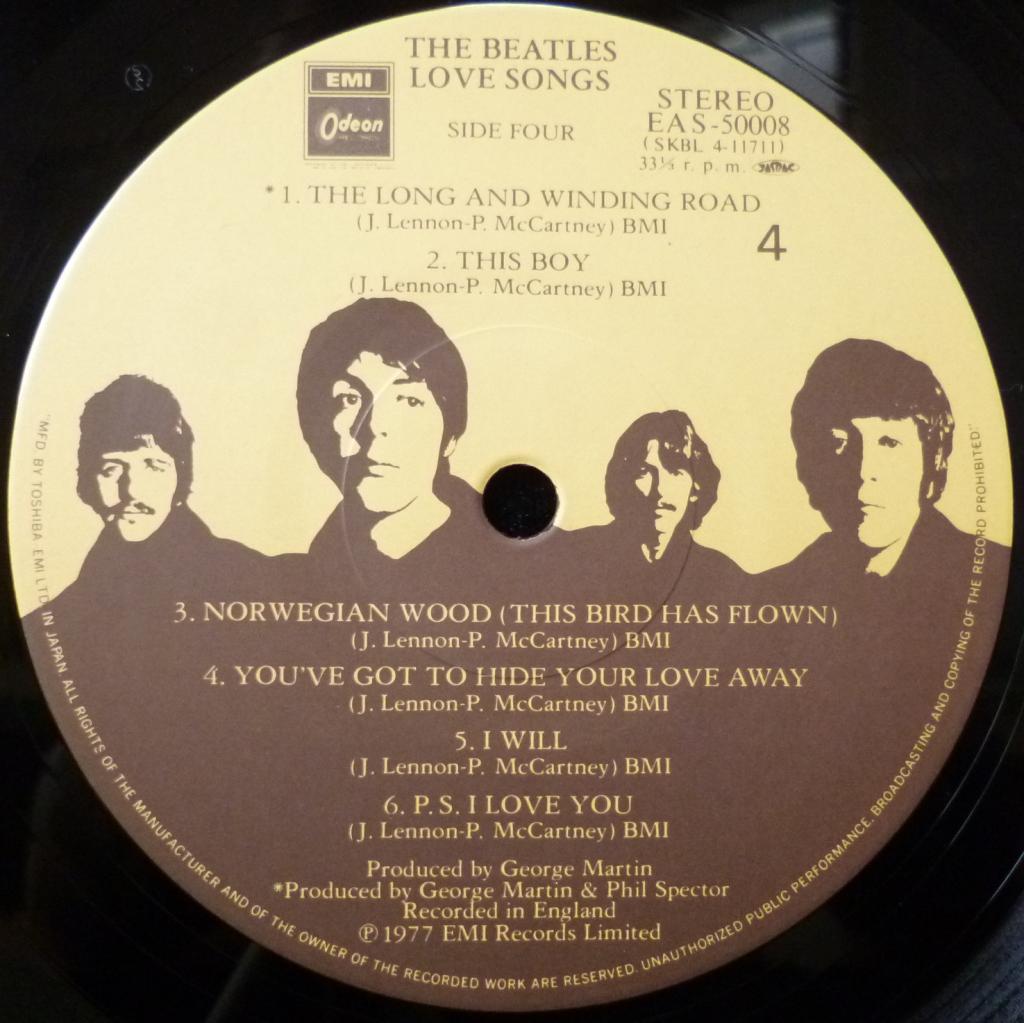 THE BEATLES
LOVE SONGS
EMI
Odeon
SIDE FOUR
STEREO
EAS-50008
(SKBL 4-11711)
33⅓ r. p. m. JASRAC
*1. THE LONG AND WINDING ROAD
(J. Lennon-P. McCartney) BMI
4
2. THIS BOY
(J. Lennon-P. McCartney) BMI
3. NORWEGIAN WOOD (THIS BIRD HAS FLOWN)
(J. Lennon-P. McCartney) BMI
4. YOU'VE GOT TO HIDE YOUR LOVE AWAY
(J. Lennon-P. McCartney) BMI
5. I WILL
(J. Lennon-P. McCartney) BMI
6. P.S. I LOVE YOU
(J. Lennon-P. McCartney) BMI
Produced by George Martin
*Produced by George Martin & Phil Spector
Recorded in England
℗ 1977 EMI Records Limited
"MFD. BY TOSHIBA EMI LTD. IN JAPAN ALL RIGHTS OF THE MANUFACTURER AND OF THE OWNER OF THE RECORDED WORK ARE RESERVED. UNAUTHORIZED PUBLIC PERFORMANCE. BROADCASTING AND COPYING OF THE RECORD PROHIBITED."